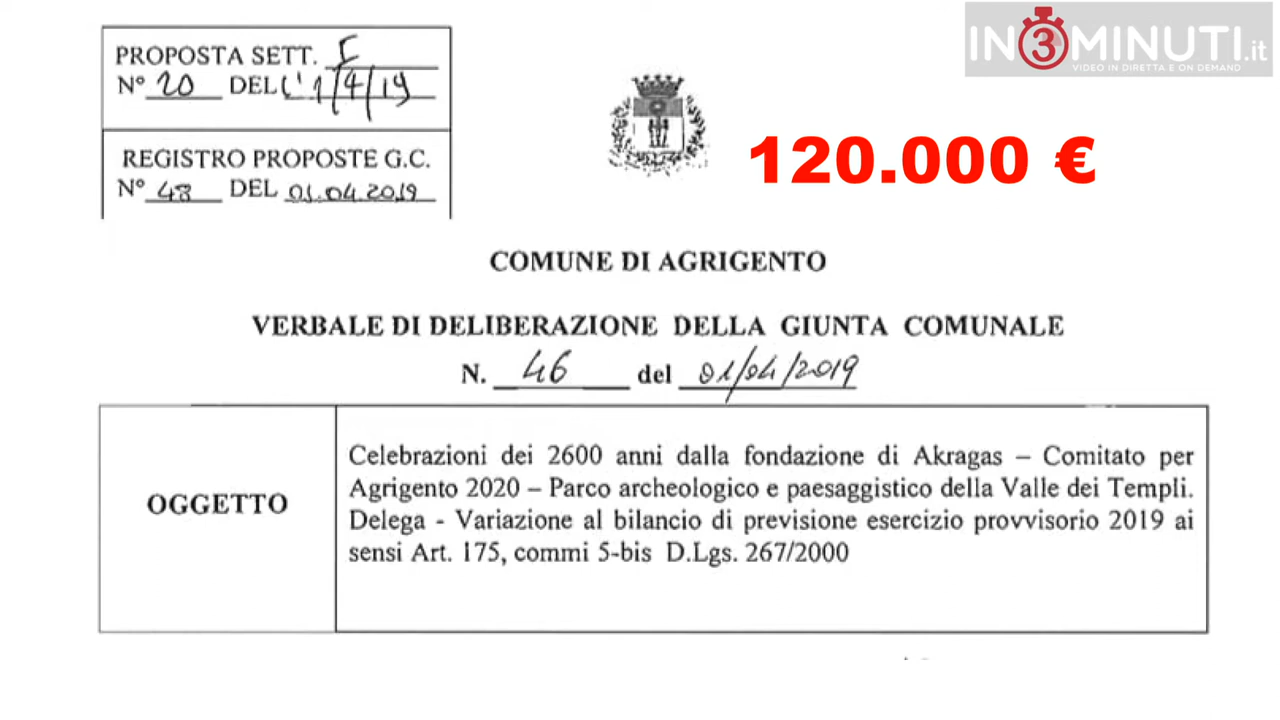 IN3MINUTI.it
VIDEO IN DIRETTA E ON DEMAND
PROPOSTA SETT. I
N° 20 DEL L'1/4/19
REGISTRO PROPOSTE G.C.
N° 48 DEL 01.04.2019
120.000 €
COMUNE DI AGRIGENTO
VERBALE DI DELIBERAZIONE DELLA GIUNTA COMUNALE
N. 46 del 01/04/2019
OGGETTO
Celebrazioni dei 2600 anni dalla fondazione di Akragas – Comitato per
Agrigento 2020 – Parco archeologico e paesaggistico della Valle dei Templi.
Delega - Variazione al bilancio di previsione esercizio provvisorio 2019 ai
sensi Art. 175, commi 5-bis D.Lgs. 267/2000